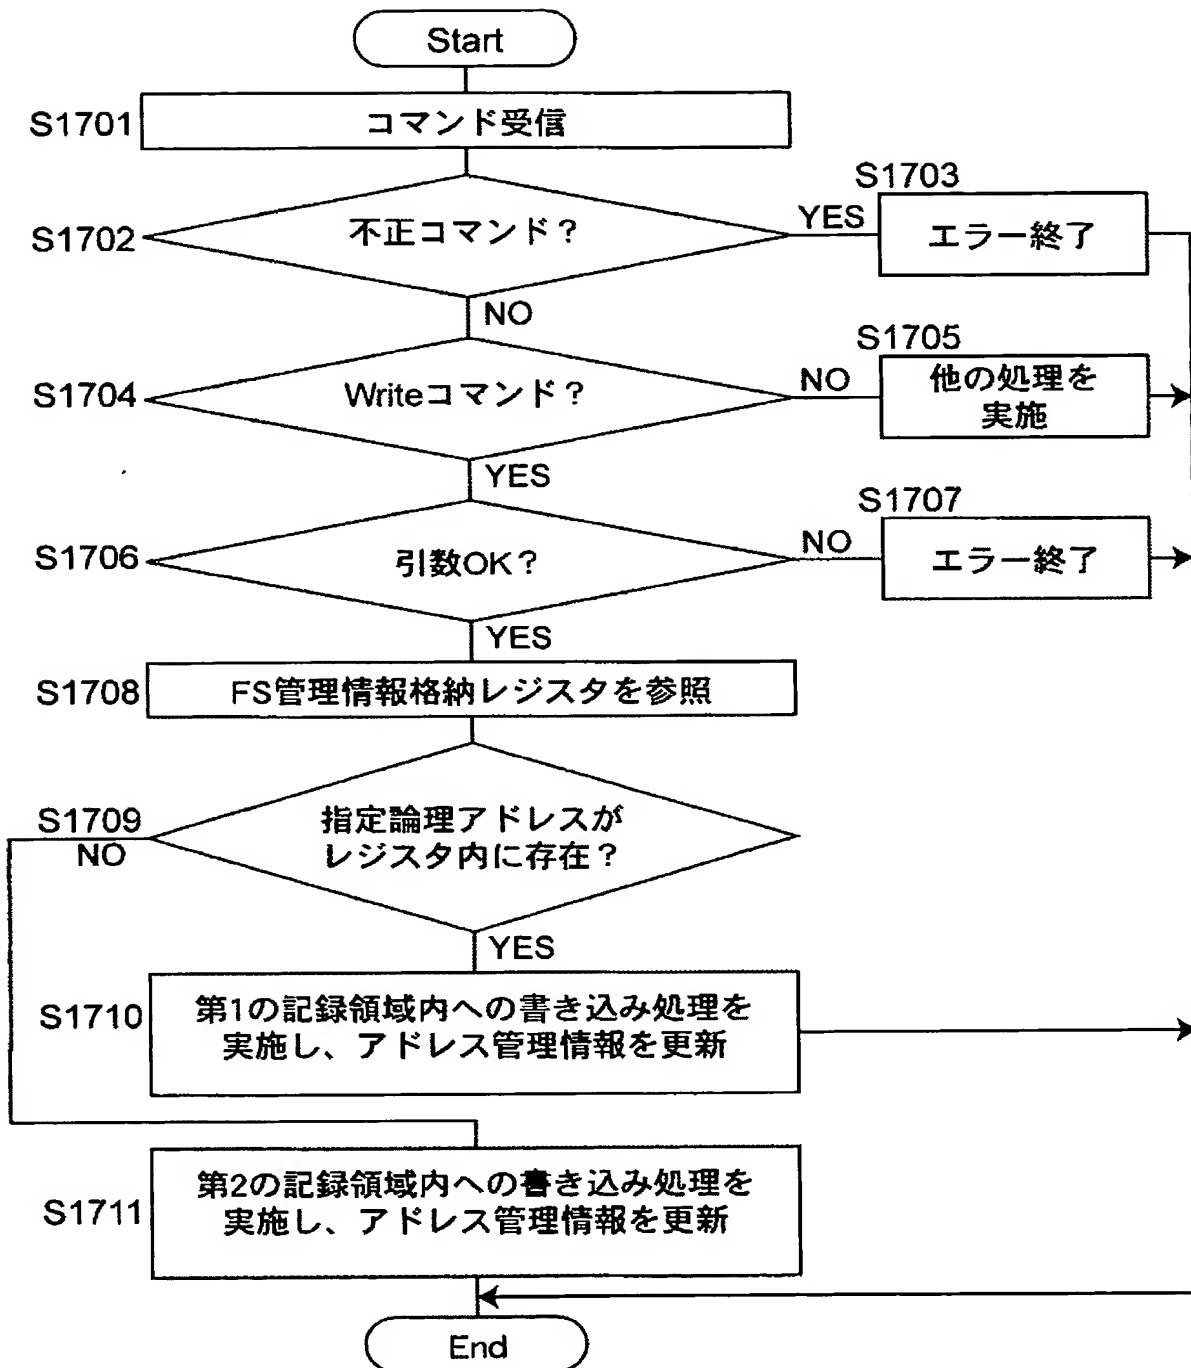 Start
S1701
コマンド受信
S1702
不正コマンド？
YES
S1703
エラー終了
NO
S1704
Writeコマンド？
NO
S1705
他の処理を
実施
YES
S1706
引数OK？
NO
S1707
エラー終了
YES
S1708
FS管理情報格納レジスタを参照
S1709
指定論理アドレスが
レジスタ内に存在？
NO
YES
S1710
第1の記録領域内への書き込み処理を
実施し、アドレス管理情報を更新
S1711
第2の記録領域内への書き込み処理を
実施し、アドレス管理情報を更新
End